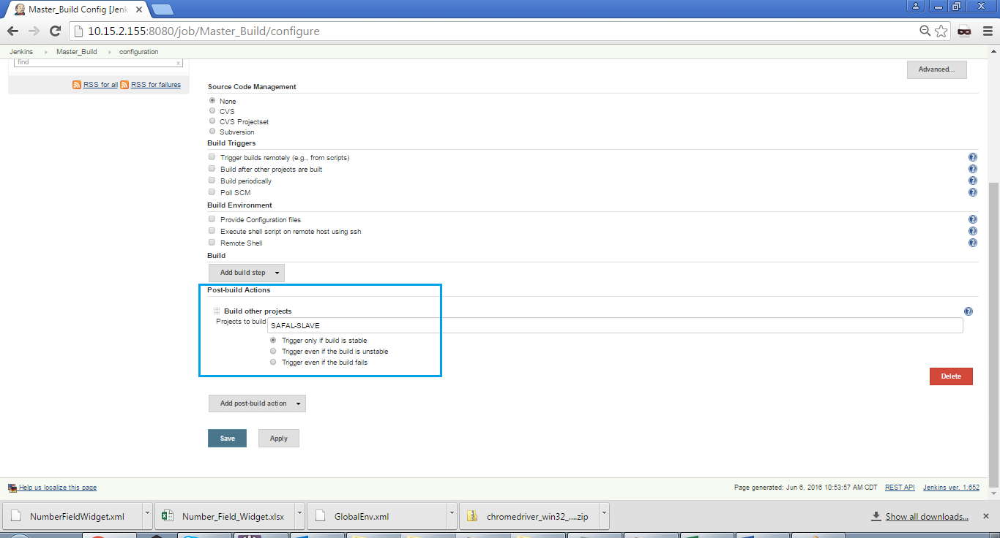 Master_Build Config [Jenk
10.15.2.155:8080/job/Master_Build/configure
Jenkins Master_Build configuration
find x
RSS for all RSS for failures
Advanced...
Source Code Management
None
CVS
CVS Projectset
Subversion
Build Triggers
Trigger builds remotely (e.g., from scripts)
Build after other projects are built
Build periodically
Poll SCM
Build Environment
Provide Configuration files
Execute shell script on remote host using ssh
Remote Shell
Build
Add build step
Post-build Actions
Build other projects
Projects to build SAFAL-SLAVE
Trigger only if build is stable
Trigger even if the build is unstable
Trigger even if the build fails
Delete
Add post-build action
Save Apply
Help us localize this page Page generated: Jun 6, 2016 10:53:57 AM CDT REST API Jenkins ver. 1.652
NumberFieldWidget.xml Number_Field_Widget.xlsx GlobalEnv.xml chromedriver_win32_....zip Show all downloads...